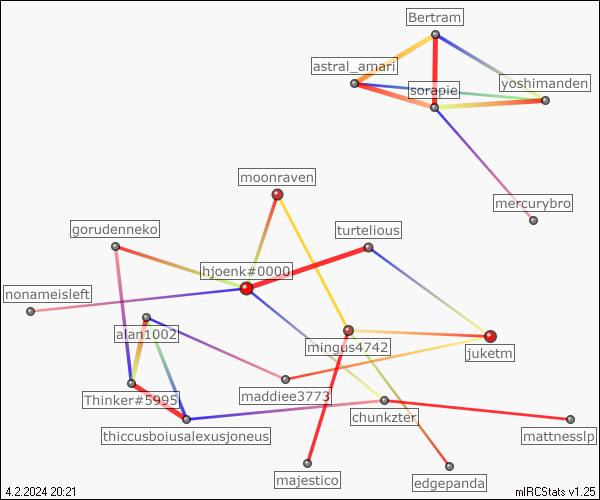 Bertram
astral_amari
yoshimanden
sorapie
moonraven
mercurybro
gorudenneko
turtelious
hjoenk#0000
nonameisleft
alan1002
mingus4742
juketm
Thinker#5995
maddiee3773
chunkzter
thiccusboiusalexusjoneus
mattnesslp
majestico
edgepanda
4.2.2024 20:21
mIRCStats v1.25